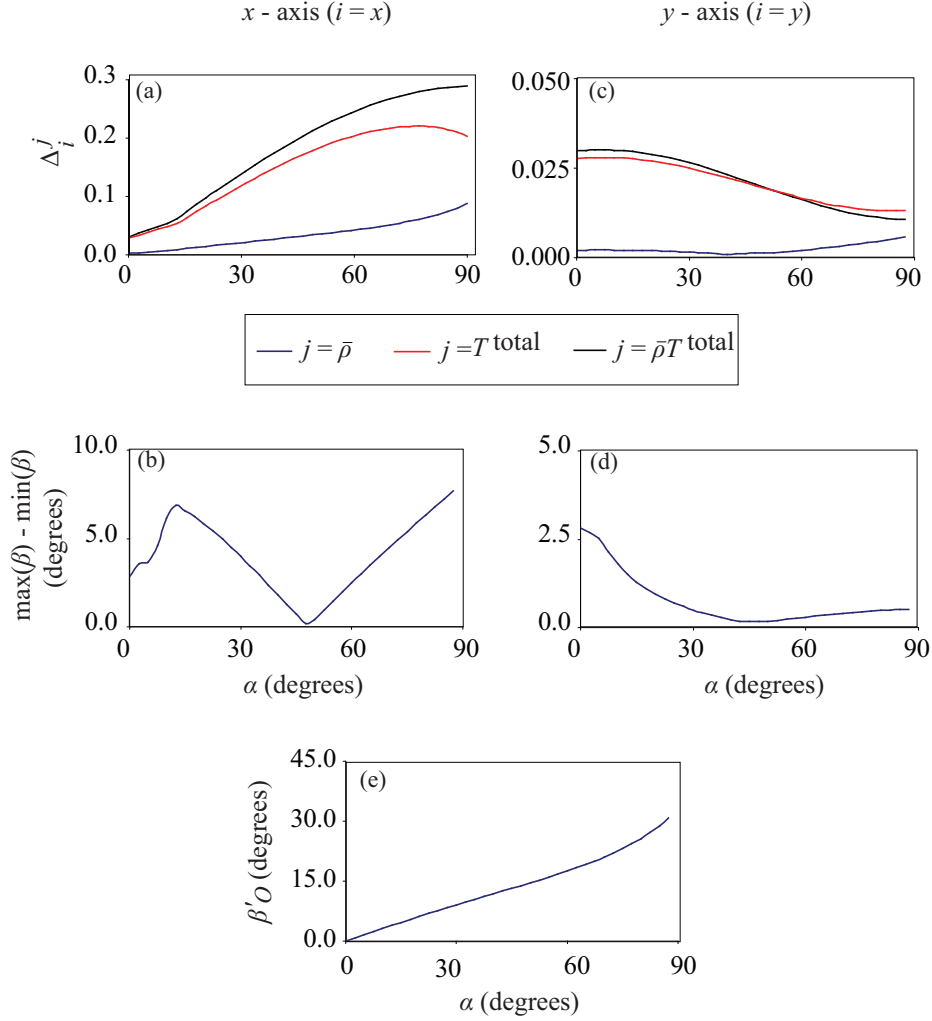 x - axis (i = x)
y - axis (i = y)
(a)
0.3
0.2
0.1
0.0
Δᵢʲ
0 30 60 90
(c)
0.050
0.025
0.000
0 30 60 90
j = ρ̄ j =T total j = ρ̄T total
(b)
10.0
5.0
0.0
max(β) - min(β)
(degrees)
0 30 60 90
α (degrees)
(d)
5.0
2.5
0.0
0 30 60 90
α (degrees)
(e)
45.0
30.0
15.0
0.0
β'O (degrees)
0 30 60 90
α (degrees)